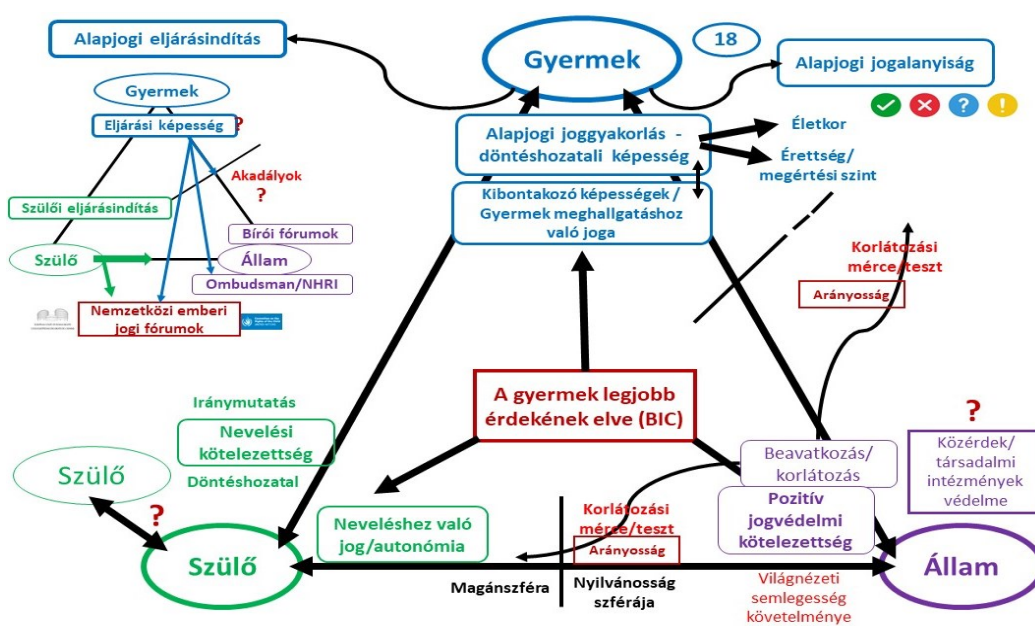 Alapjogi eljárásindítás
Gyermek
18
Alapjogi jogalanyiság
Gyermek
Eljárási képesség
?
Akadályok
?
Szülői eljárásindítás
Bírói fórumok
Szülő
Állam
Ombudsman/NHRI
Nemzetközi emberi
jogi fórumok
Alapjogi joggyakorlás -
döntéshozatali képesség
Életkor
Érettség/
megértési szint
Kibontakozó képességek /
Gyermek meghallgatáshoz
való joga
Korlátozási
mérce/teszt
Arányosság
A gyermek legjobb
érdekének elve (BIC)
Iránymutatás
Nevelési
kötelezettség
Döntéshozatal
Szülő
?
Szülő
Neveléshez való
jog/autonómia
Korlátozási
mérce/teszt
Arányosság
Beavatkozás/
korlátozás
Pozitív
jogvédelmi
kötelezettség
?
Közérdek/
társadalmi
intézmények
védelme
Állam
Magánszféra
Nyilvánosság
szférája
Világnézeti
semlegesség
követelménye